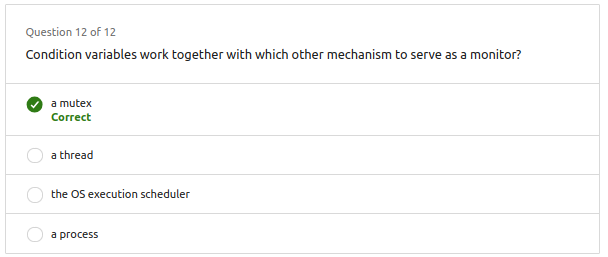 Question 12 of 12
Condition variables work together with which other mechanism to serve as a monitor?
a mutex
Correct
a thread
the OS execution scheduler
a process